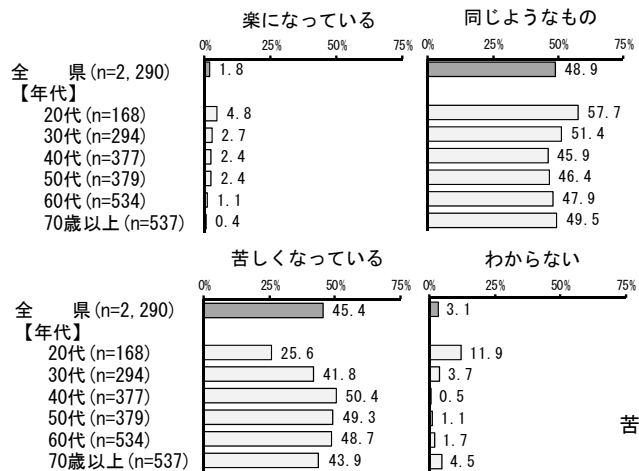 楽になっている 同じようなもの
0% 25% 50% 75% 0% 25% 50% 75%
全 県(n=2,290) 1.8 48.9
【年代】
20代(n=168) 4.8 57.7
30代(n=294) 2.7 51.4
40代(n=377) 2.4 45.9
50代(n=379) 2.4 46.4
60代(n=534) 1.1 47.9
70歳以上(n=537) 0.4 49.5
苦しくなっている わからない
0% 25% 50% 75% 0% 25% 50% 75%
全 県(n=2,290) 45.4 3.1
【年代】
20代(n=168) 25.6 11.9
30代(n=294) 41.8 3.7
40代(n=377) 50.4 0.5
50代(n=379) 49.3 1.1 苦
60代(n=534) 48.7 1.7
70歳以上(n=537) 43.9 4.5